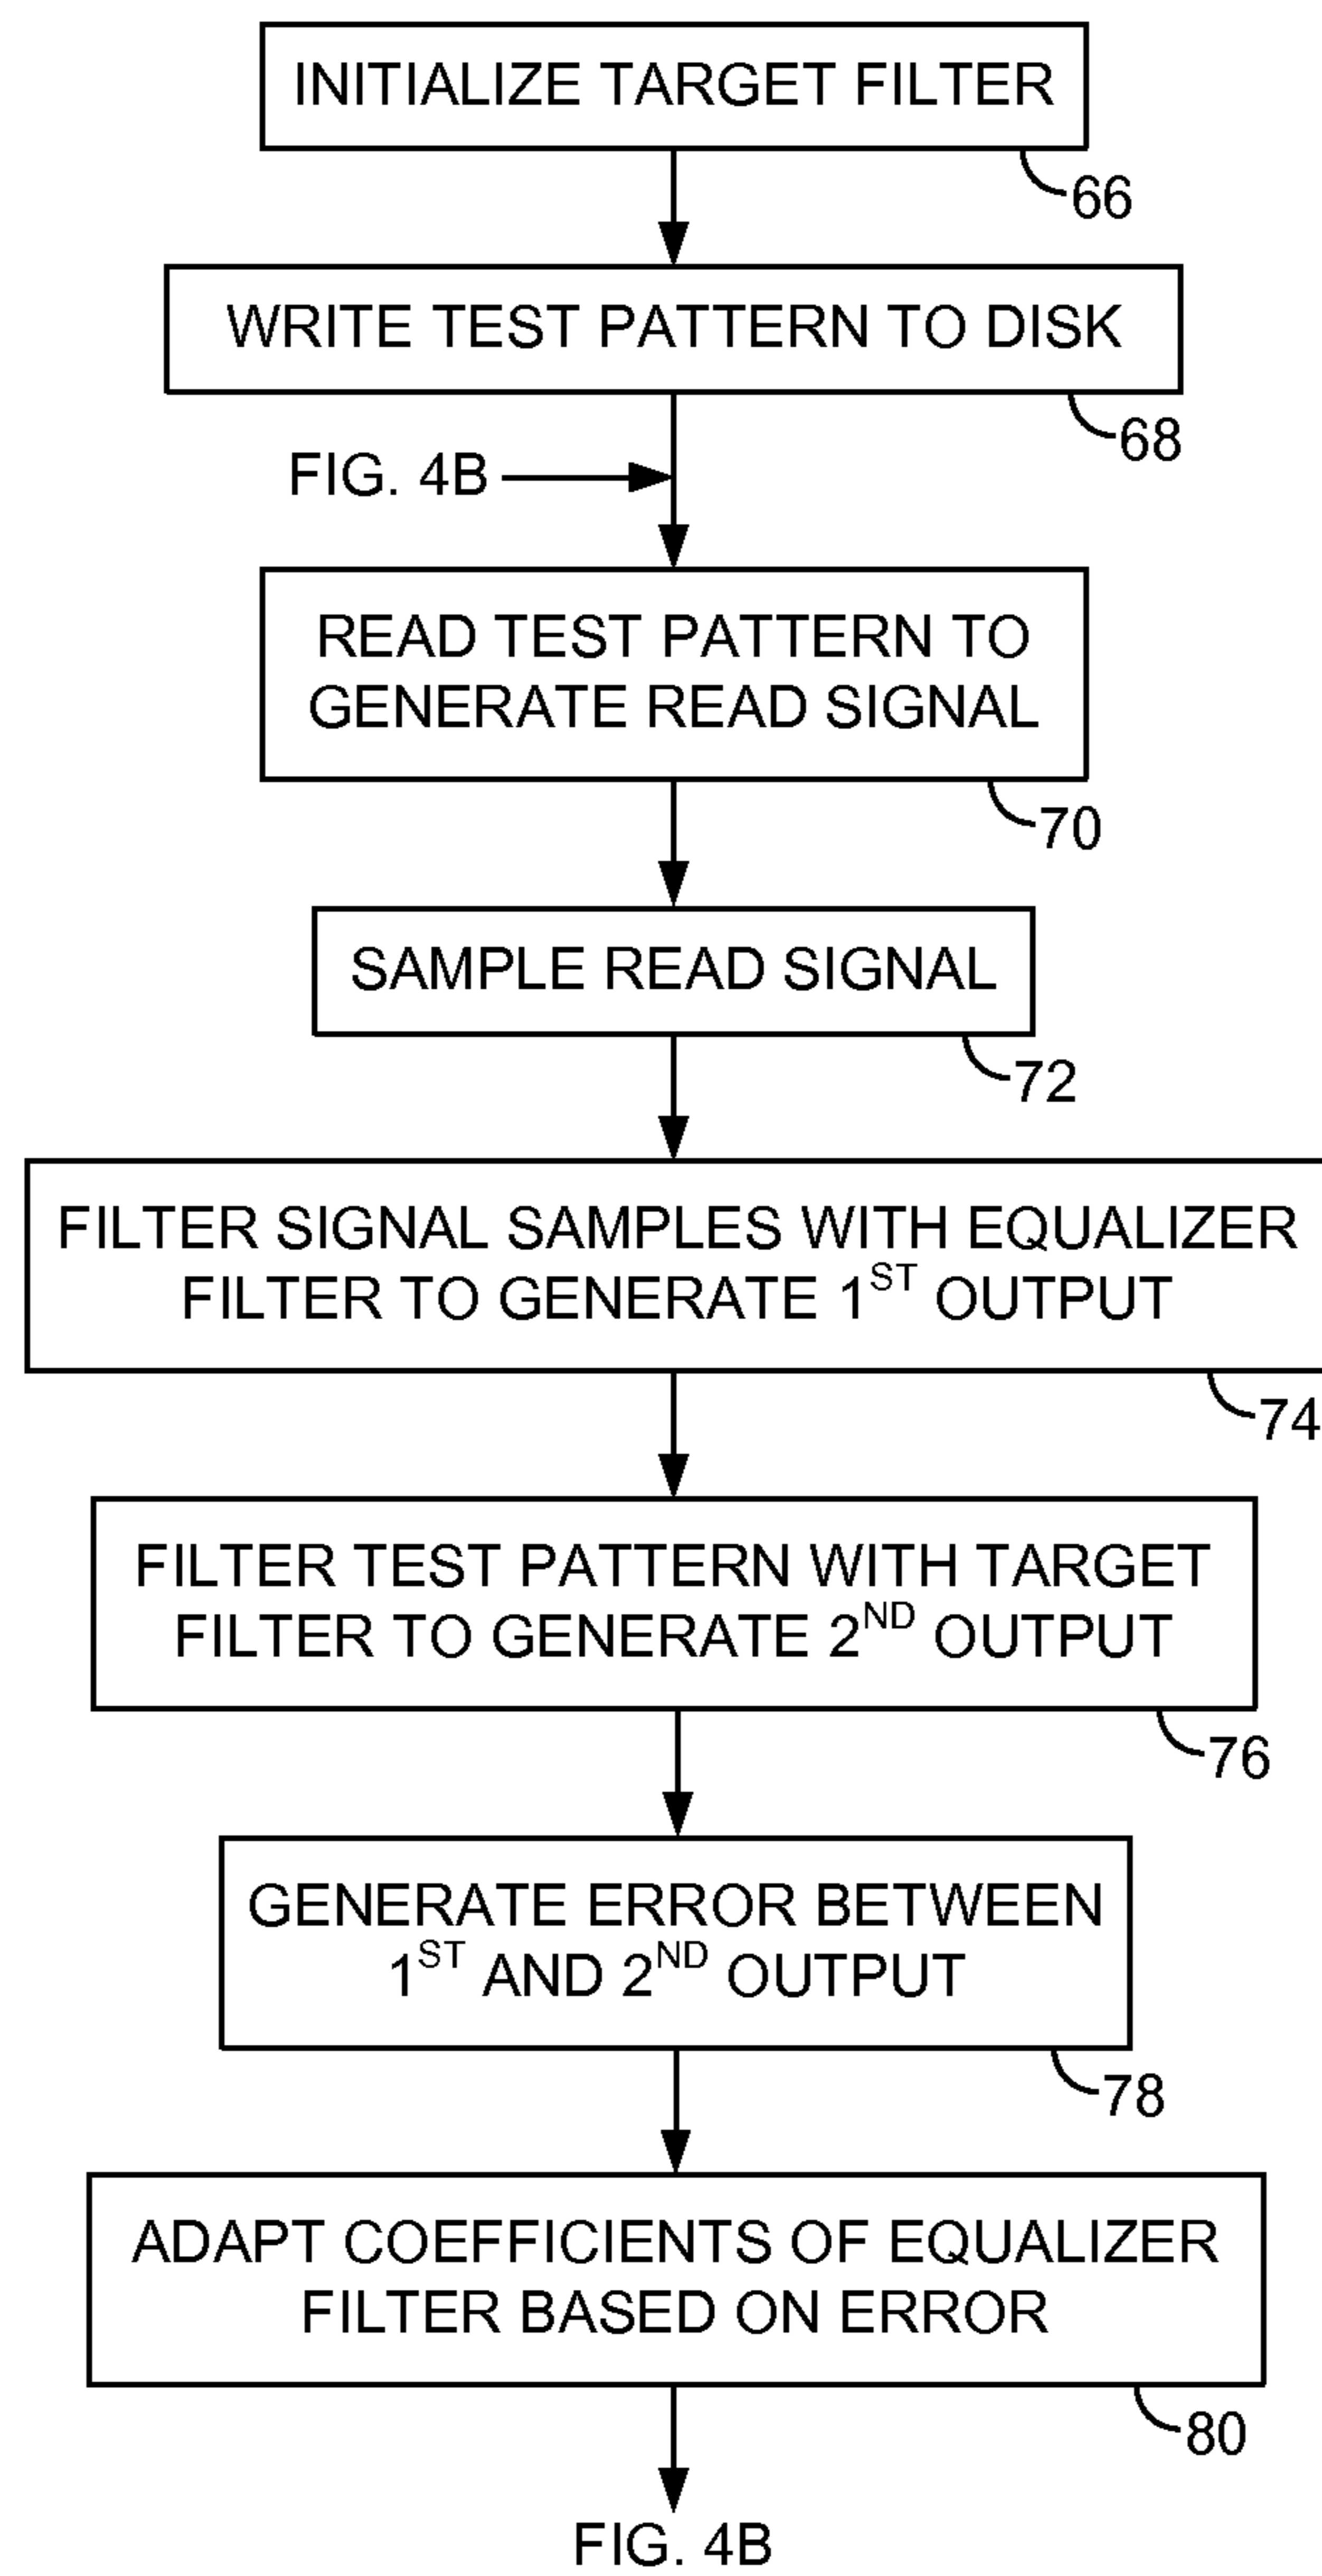 INITIALIZE TARGET FILTER
66
WRITE TEST PATTERN TO DISK
68
FIG. 4B
READ TEST PATTERN TO
GENERATE READ SIGNAL
70
SAMPLE READ SIGNAL
72
FILTER SIGNAL SAMPLES WITH EQUALIZER
FILTER TO GENERATE 1ST OUTPUT
74
FILTER TEST PATTERN WITH TARGET
FILTER TO GENERATE 2ND OUTPUT
76
GENERATE ERROR BETWEEN
1ST AND 2ND OUTPUT
78
ADAPT COEFFICIENTS OF EQUALIZER
FILTER BASED ON ERROR
80
FIG. 4B